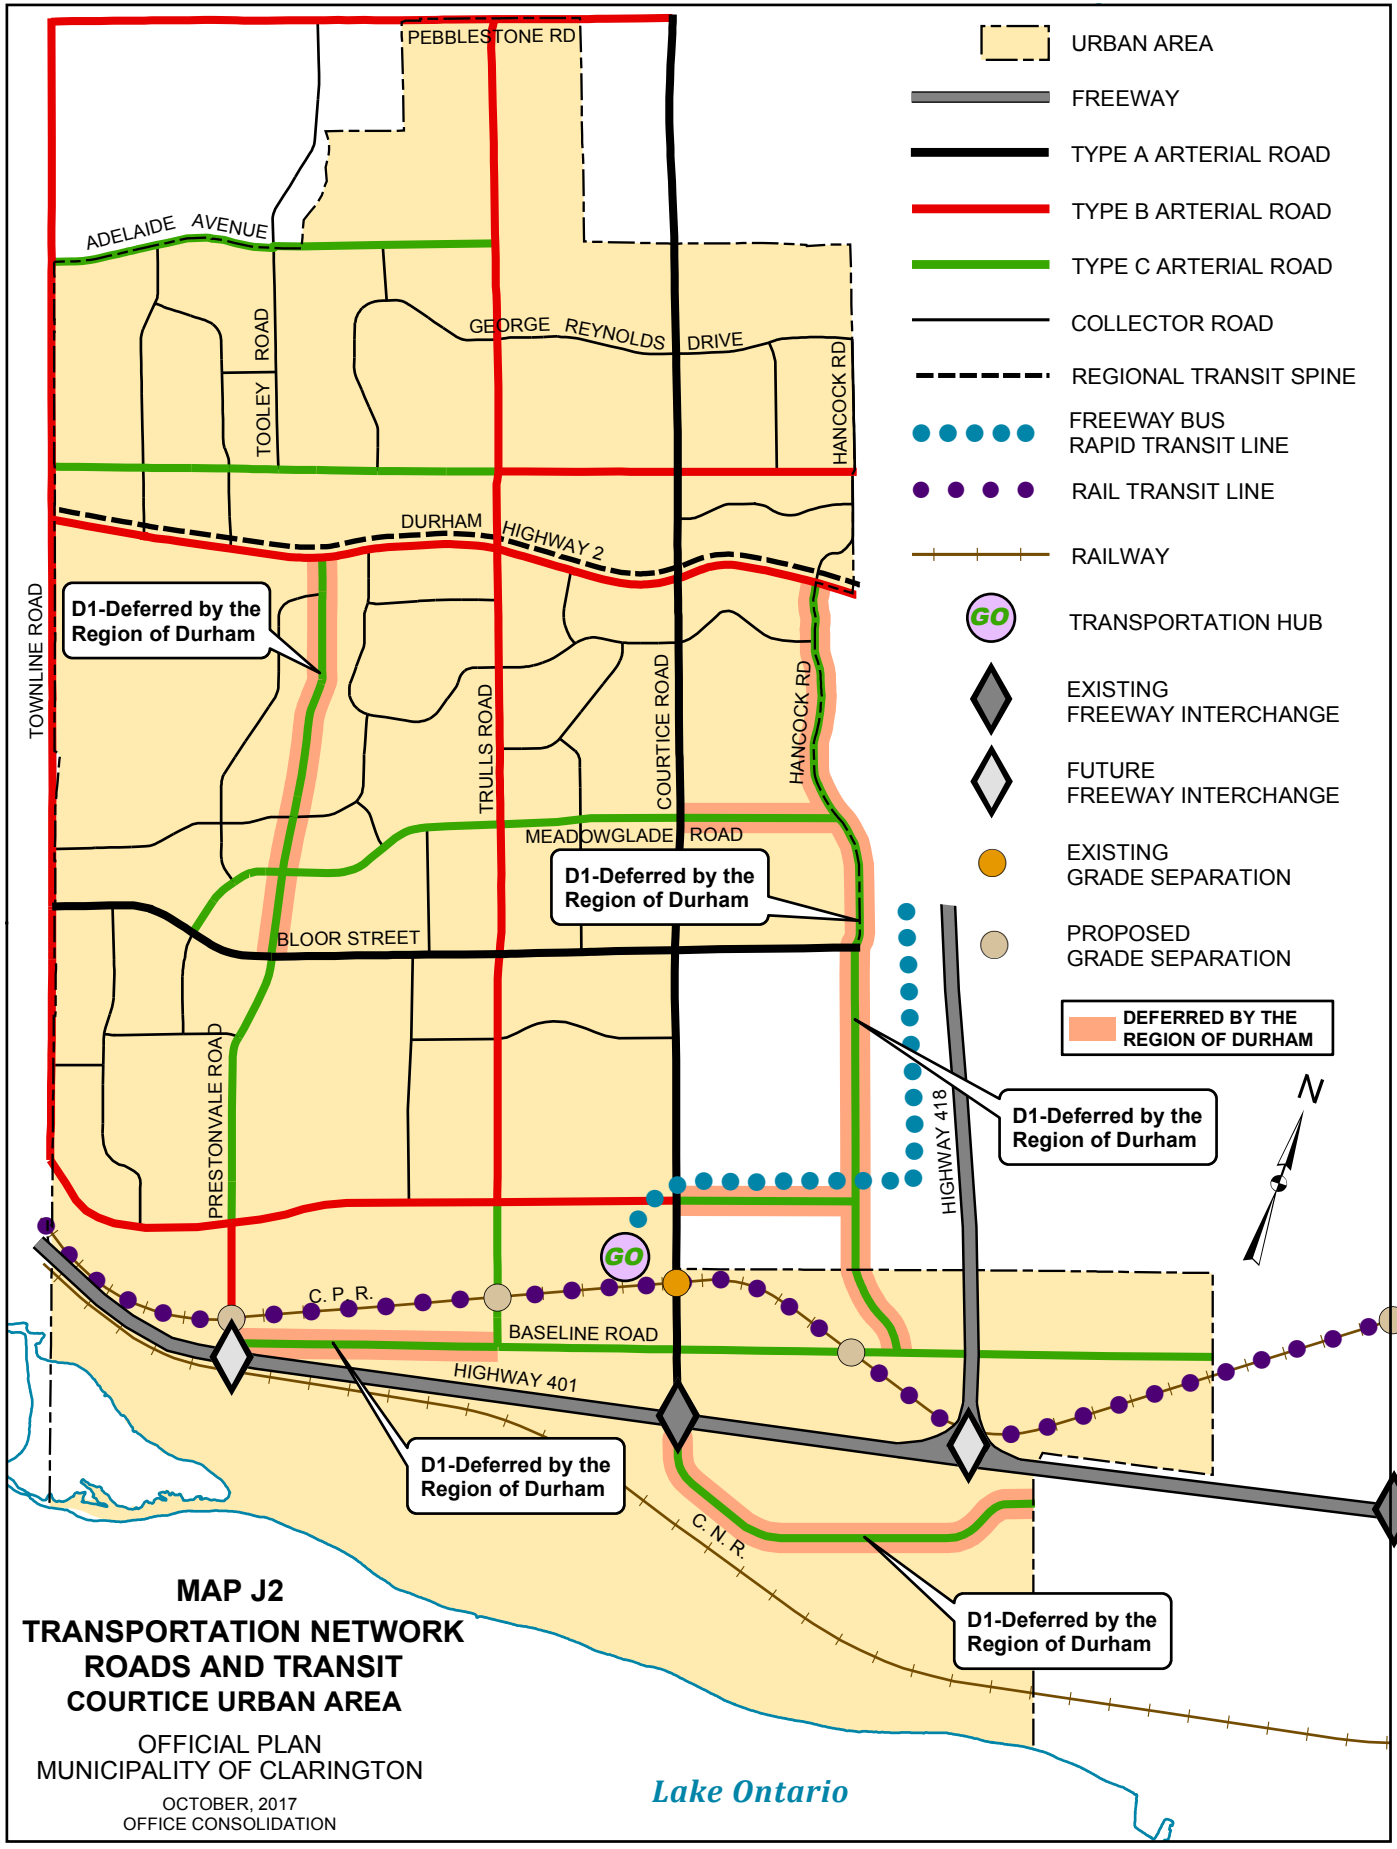 PEBBLESTONE RD
ADELAIDE AVENUE
TOOLEY ROAD
GEORGE REYNOLDS DRIVE
HANCOCK RD
DURHAM HIGHWAY 2
D1-Deferred by the
Region of Durham
TOWNLINE ROAD
TRULLS ROAD
COURTICE ROAD
HANCOCK RD
MEADOWGLADE ROAD
D1-Deferred by the
Region of Durham
BLOOR STREET
PRESTONVALE ROAD
HIGHWAY 418
D1-Deferred by the
Region of Durham
GO
C. P. R.
BASELINE ROAD
HIGHWAY 401
D1-Deferred by the
Region of Durham
C. N. R.
D1-Deferred by the
Region of Durham
URBAN AREA
FREEWAY
TYPE A ARTERIAL ROAD
TYPE B ARTERIAL ROAD
TYPE C ARTERIAL ROAD
COLLECTOR ROAD
REGIONAL TRANSIT SPINE
FREEWAY BUS
RAPID TRANSIT LINE
RAIL TRANSIT LINE
RAILWAY
GO
TRANSPORTATION HUB
EXISTING
FREEWAY INTERCHANGE
FUTURE
FREEWAY INTERCHANGE
EXISTING
GRADE SEPARATION
PROPOSED
GRADE SEPARATION
DEFERRED BY THE
REGION OF DURHAM
N
MAP J2
TRANSPORTATION NETWORK
ROADS AND TRANSIT
COURTICE URBAN AREA
OFFICIAL PLAN
MUNICIPALITY OF CLARINGTON
OCTOBER, 2017
OFFICE CONSOLIDATION
Lake Ontario